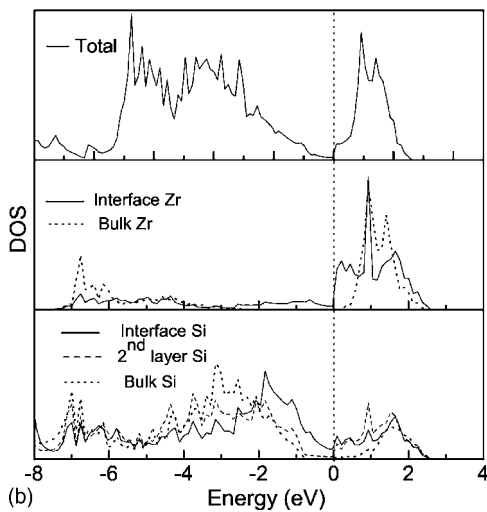 Total
Interface Zr
Bulk Zr
DOS
Interface Si
2nd layer Si
Bulk Si
-8 -6 -4 -2 0 2 4
(b) Energy (eV)